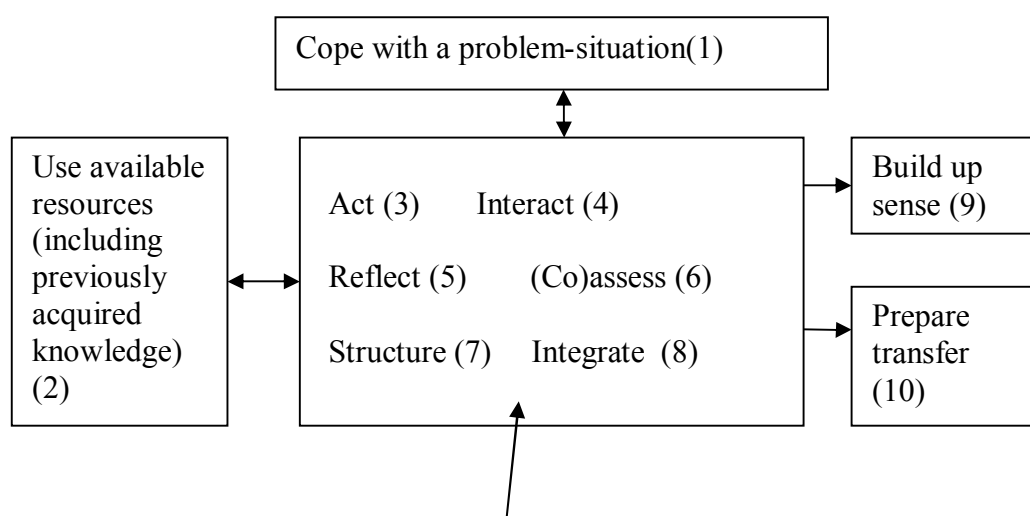 Cope with a problem-situation(1)
Use available
resources
(including
previously
acquired
knowledge)
(2)
Act (3) Interact (4)
Reflect (5) (Co)assess (6)
Structure (7) Integrate (8)
Build up
sense (9)
Prepare
transfer
(10)